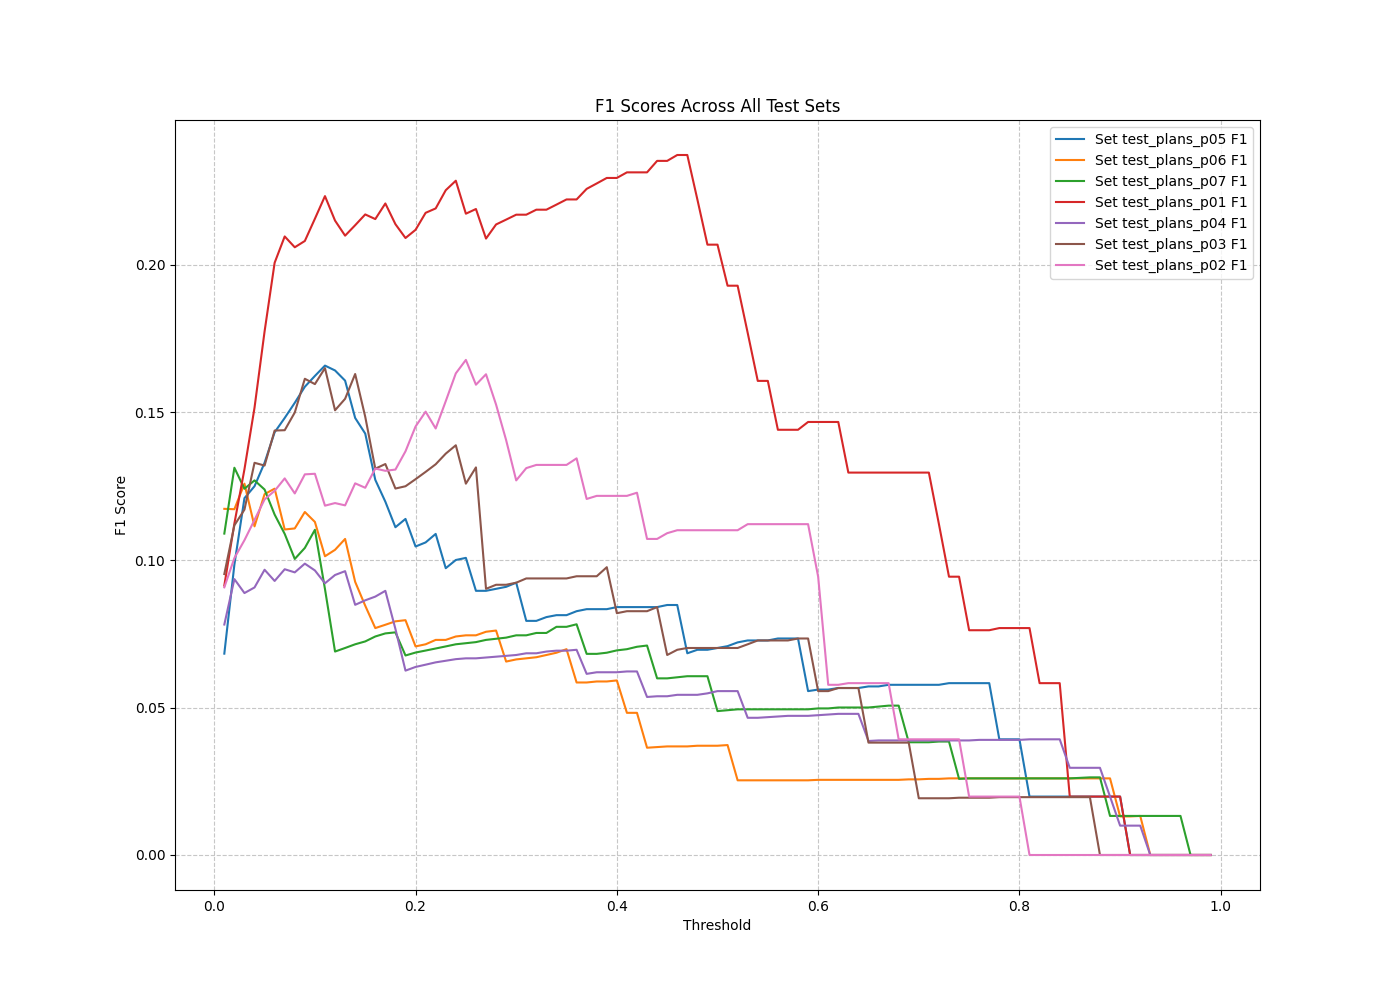 F1 Scores Across All Test Sets
Set test_plans_p05 F1
Set test_plans_p06 F1
Set test_plans_p07 F1
Set test_plans_p01 F1
Set test_plans_p04 F1
Set test_plans_p03 F1
Set test_plans_p02 F1
F1 Score
0.20
0.15
0.10
0.05
0.00
0.0 0.2 0.4 0.6 0.8 1.0
Threshold